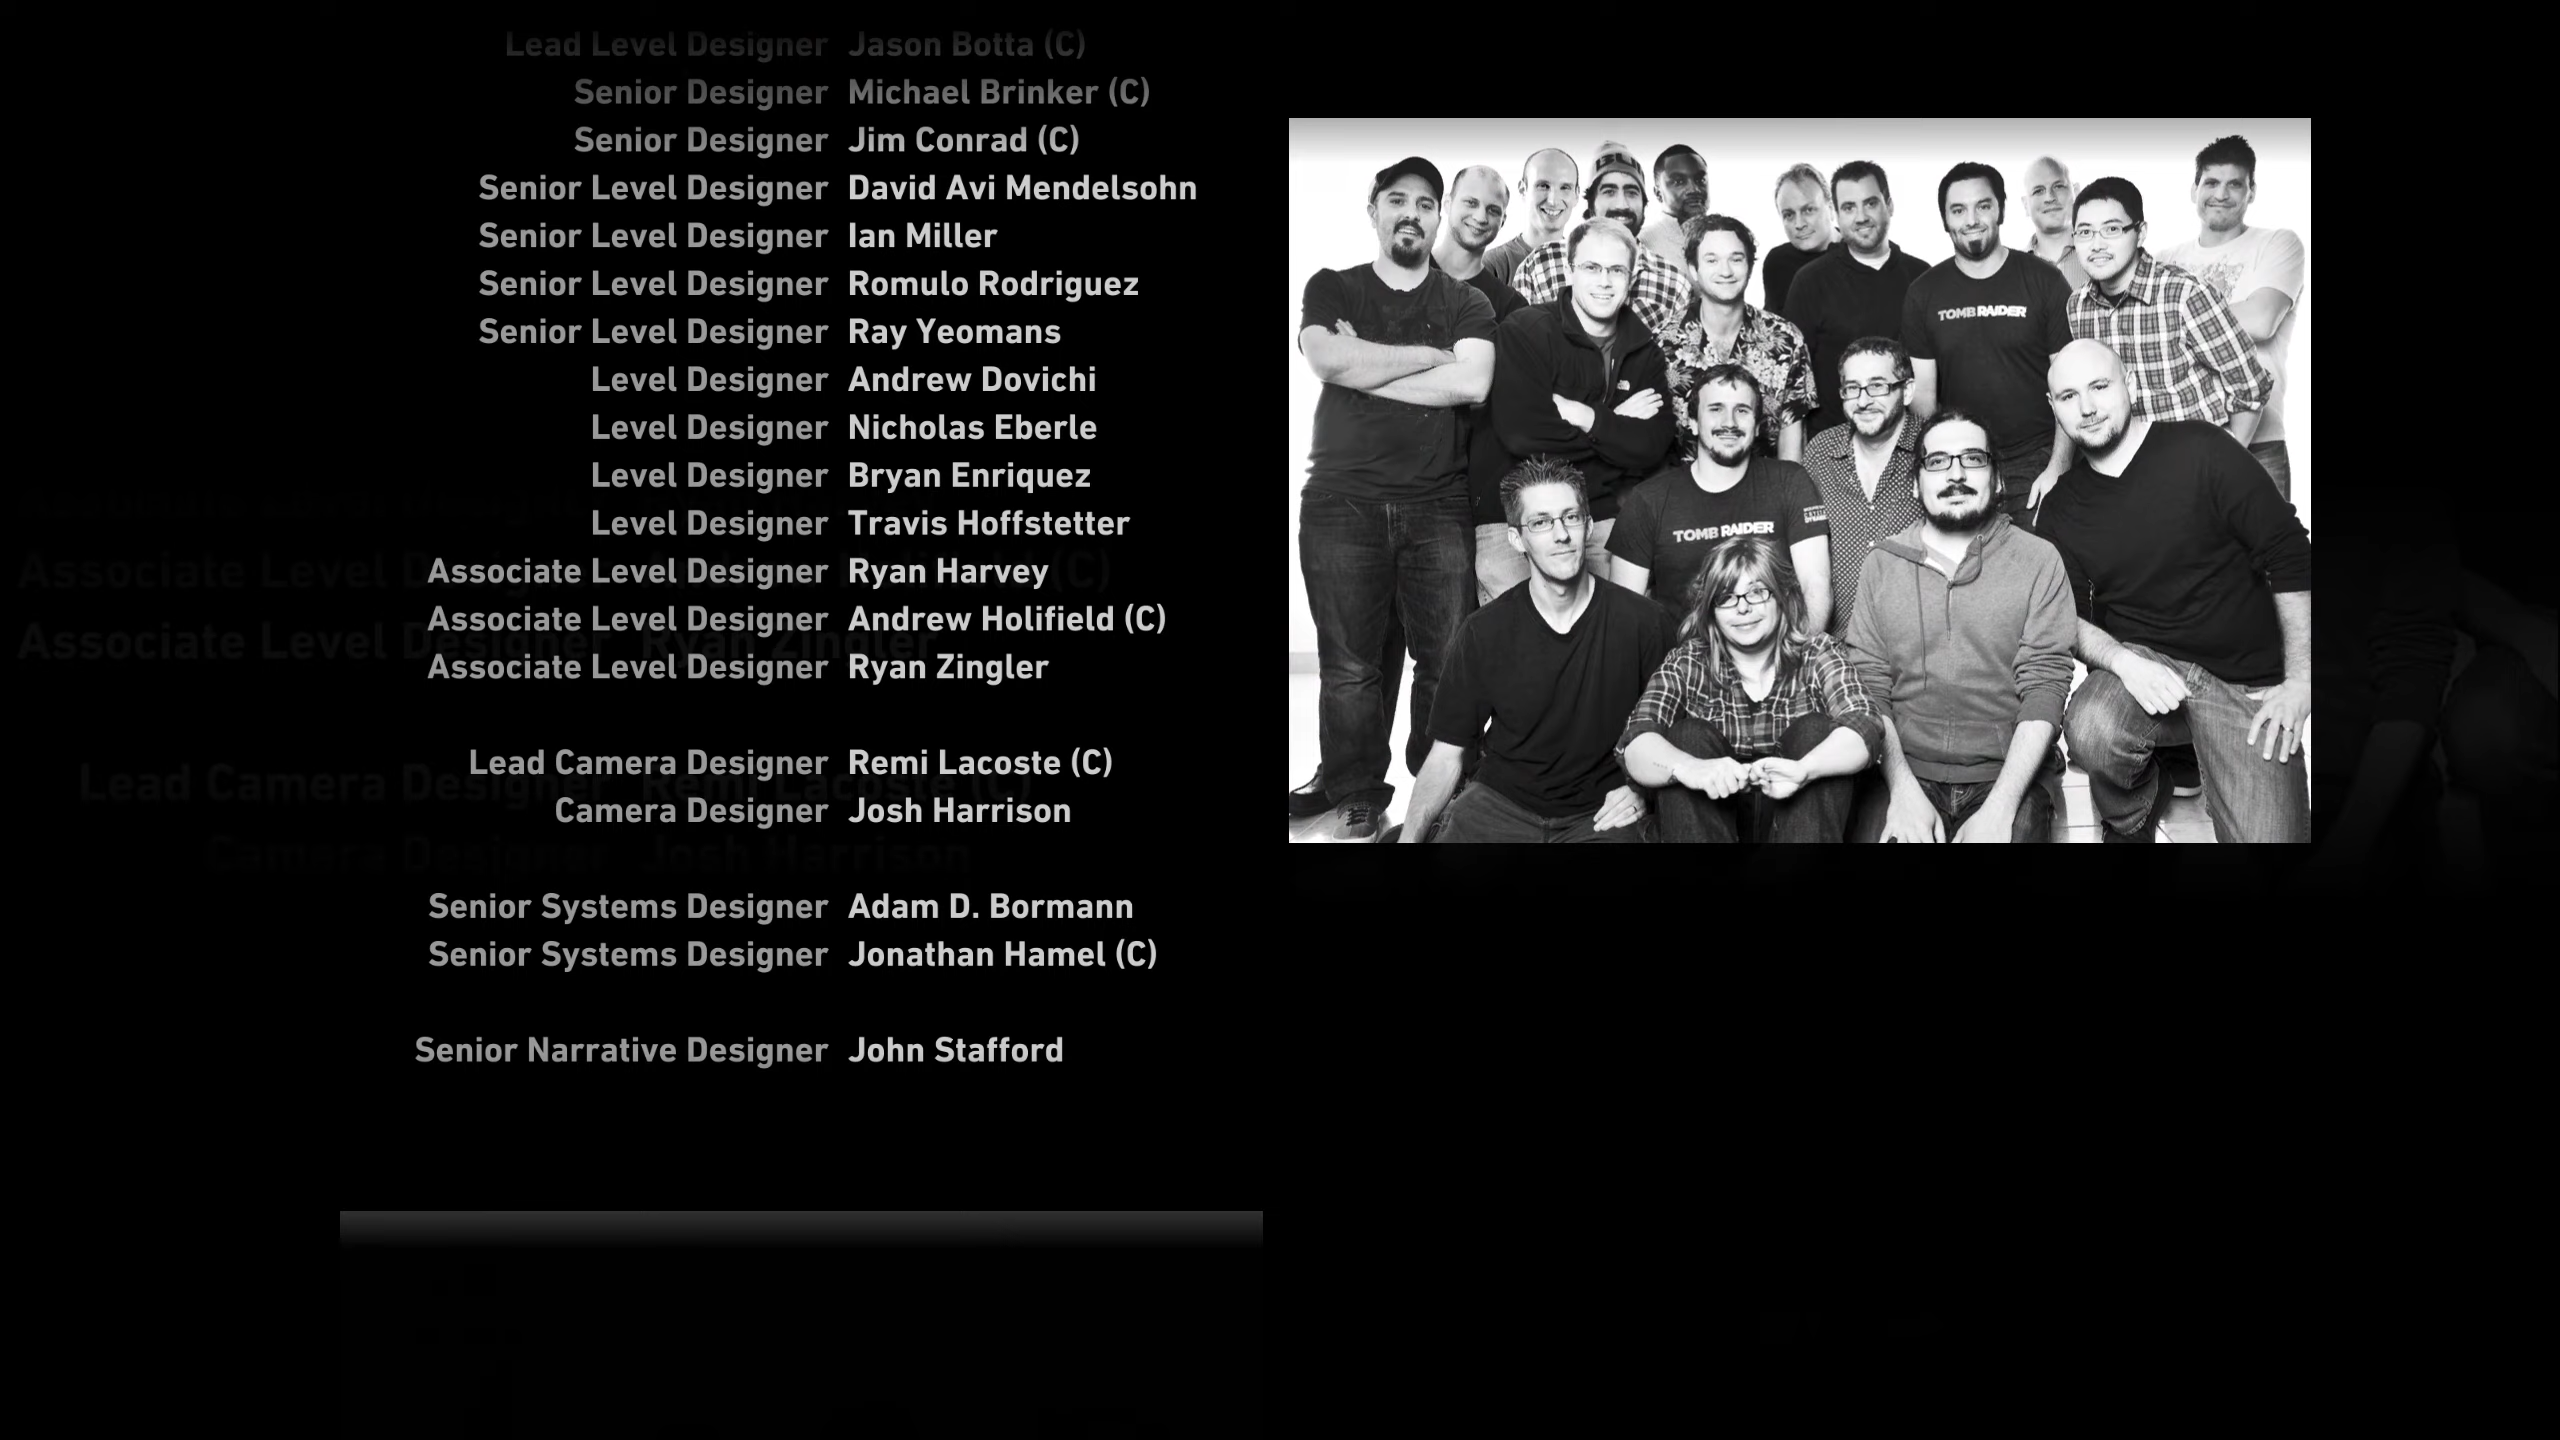 Lead Level Designer Jason Botta (C)
Senior Designer Michael Brinker (C)
Senior Designer Jim Conrad (C)
Senior Level Designer David Avi Mendelsohn
Senior Level Designer Ian Miller
Senior Level Designer Romulo Rodriguez
Senior Level Designer Ray Yeomans
Level Designer Andrew Dovichi
Level Designer Nicholas Eberle
Level Designer Bryan Enriquez
Level Designer Travis Hoffstetter
Associate Level Designer Ryan Harvey
Associate Level Designer Andrew Holifield (C)
Associate Level Designer Ryan Zingler
Lead Camera Designer Remi Lacoste (C)
Camera Designer Josh Harrison
Senior Systems Designer Adam D. Bormann
Senior Systems Designer Jonathan Hamel (C)
Senior Narrative Designer John Stafford
TOMB RAIDER
TOMB RAIDER